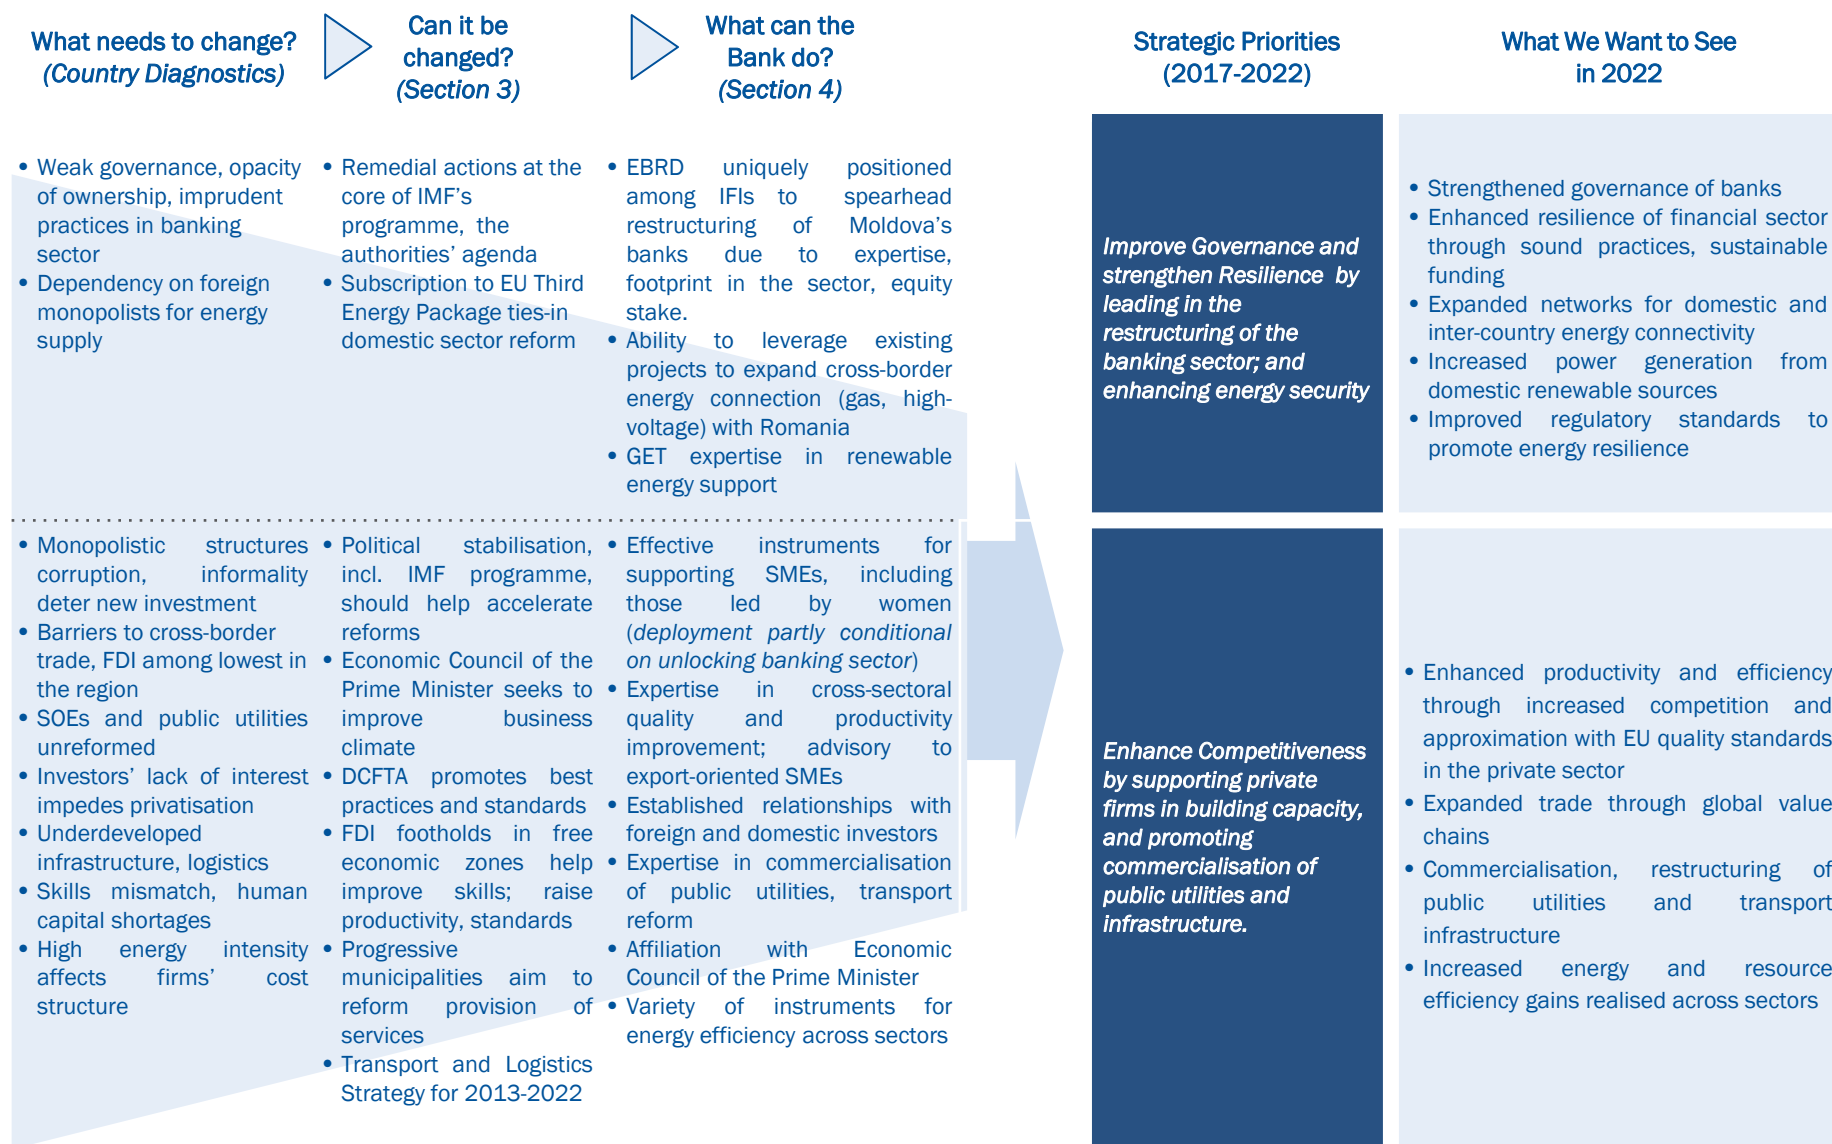 What needs to change?
(Country Diagnostics)
Can it be
changed?
(Section 3)
What can the
Bank do?
(Section 4)
Strategic Priorities
(2017-2022)
What We Want to See
in 2022
• Weak governance, opacity
of ownership, imprudent
practices in banking
sector
• Dependency on foreign
monopolists for energy
supply
• Remedial actions at the
core of IMF's
programme, the
authorities' agenda
• Subscription to EU Third
Energy Package ties-in
domestic sector reform
• EBRD uniquely positioned
among IFIs to spearhead
restructuring of Moldova's
banks due to expertise,
footprint in the sector, equity
stake.
• Ability to leverage existing
projects to expand cross-border
energy connection (gas, high-
voltage) with Romania
• GET expertise in renewable
energy support
Improve Governance and
strengthen Resilience by
leading in the
restructuring of the
banking sector; and
enhancing energy security
• Strengthened governance of banks
• Enhanced resilience of financial sector
through sound practices, sustainable
funding
• Expanded networks for domestic and
inter-country energy connectivity
• Increased power generation from
domestic renewable sources
• Improved regulatory standards to
promote energy resilience
• Monopolistic structures
corruption, informality
deter new investment
• Barriers to cross-border
trade, FDI among lowest in
the region
• SOEs and public utilities
unreformed
• Investors' lack of interest
impedes privatisation
• Underdeveloped
infrastructure, logistics
• Skills mismatch, human
capital shortages
• High energy intensity
affects firms' cost
structure
• Political stabilisation,
incl. IMF programme,
should help accelerate
reforms
• Economic Council of the
Prime Minister seeks to
improve business
climate
• DCFTA promotes best
practices and standards
• FDI footholds in free
economic zones help
improve skills; raise
productivity, standards
• Progressive
municipalities aim to
reform provision of
services
• Transport and Logistics
Strategy for 2013-2022
• Effective instruments for
supporting SMEs, including
those led by women
(deployment partly conditional
on unlocking banking sector)
• Expertise in cross-sectoral
quality and productivity
improvement; advisory to
export-oriented SMEs
• Established relationships with
foreign and domestic investors
• Expertise in commercialisation
of public utilities, transport
reform
• Affiliation with Economic
Council of the Prime Minister
• Variety of instruments for
energy efficiency across sectors
Enhance Competitiveness
by supporting private
firms in building capacity,
and promoting
commercialisation of
public utilities and
infrastructure.
• Enhanced productivity and efficiency
through increased competition and
approximation with EU quality standards
in the private sector
• Expanded trade through global value
chains
• Commercialisation, restructuring of
public utilities and transport
infrastructure
• Increased energy and resource
efficiency gains realised across sectors